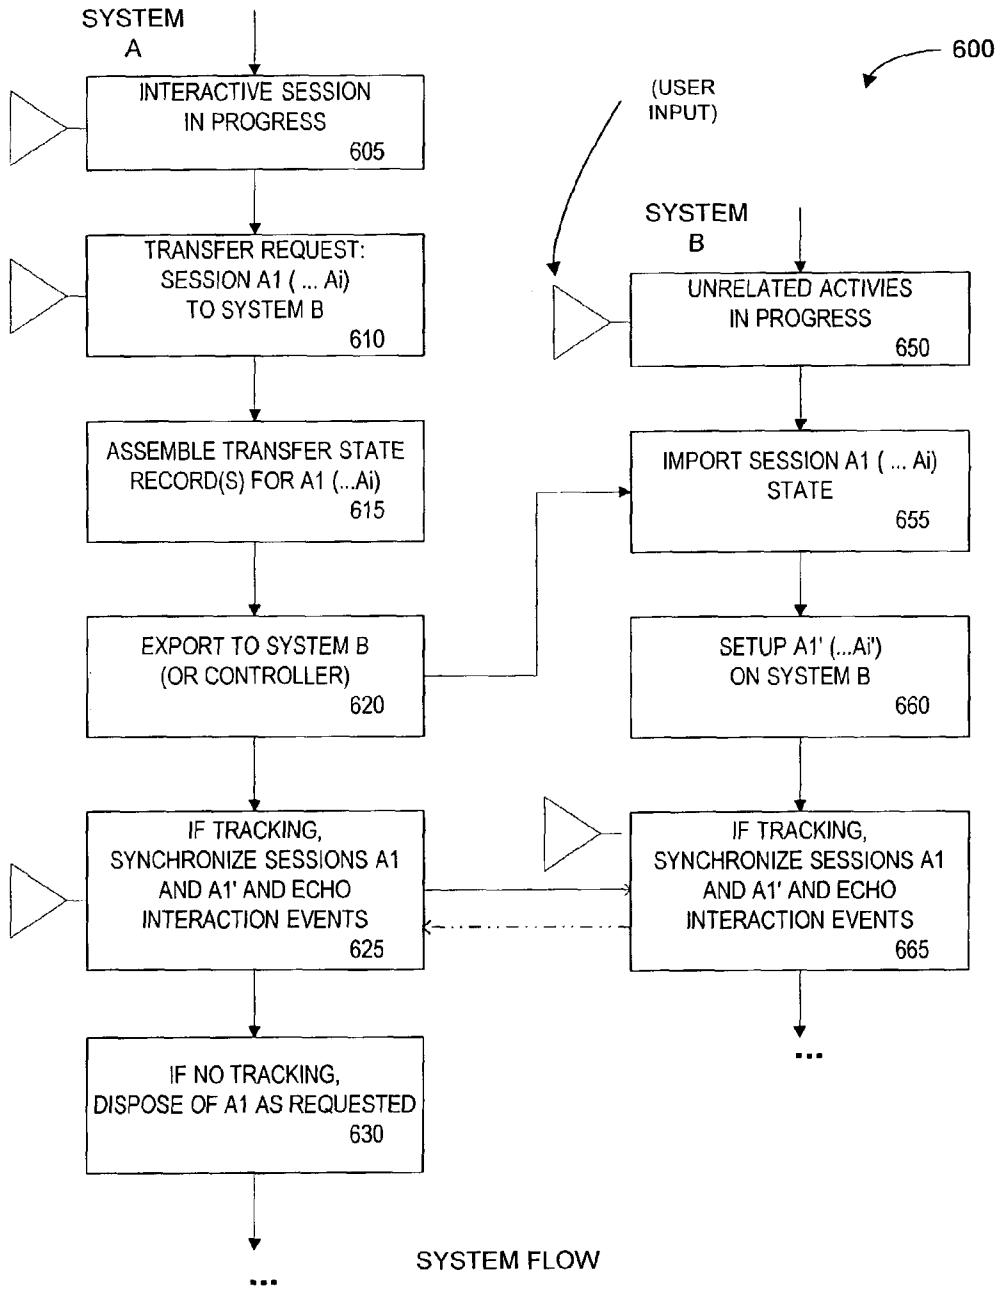 SYSTEM
A
INTERACTIVE SESSION
IN PROGRESS
605
TRANSFER REQUEST:
SESSION A1 ( ... Ai)
TO SYSTEM B
610
ASSEMBLE TRANSFER STATE
RECORD(S) FOR A1 (...Ai)
615
EXPORT TO SYSTEM B
(OR CONTROLLER)
620
IF TRACKING,
SYNCHRONIZE SESSIONS A1
AND A1' AND ECHO
INTERACTION EVENTS
625
IF NO TRACKING,
DISPOSE OF A1 AS REQUESTED
630
...
600
(USER
INPUT)
SYSTEM
B
UNRELATED ACTIVIES
IN PROGRESS
650
IMPORT SESSION A1 ( ... Ai)
STATE
655
SETUP A1' (...Ai')
ON SYSTEM B
660
IF TRACKING,
SYNCHRONIZE SESSIONS A1
AND A1' AND ECHO
INTERACTION EVENTS
665
...
SYSTEM FLOW